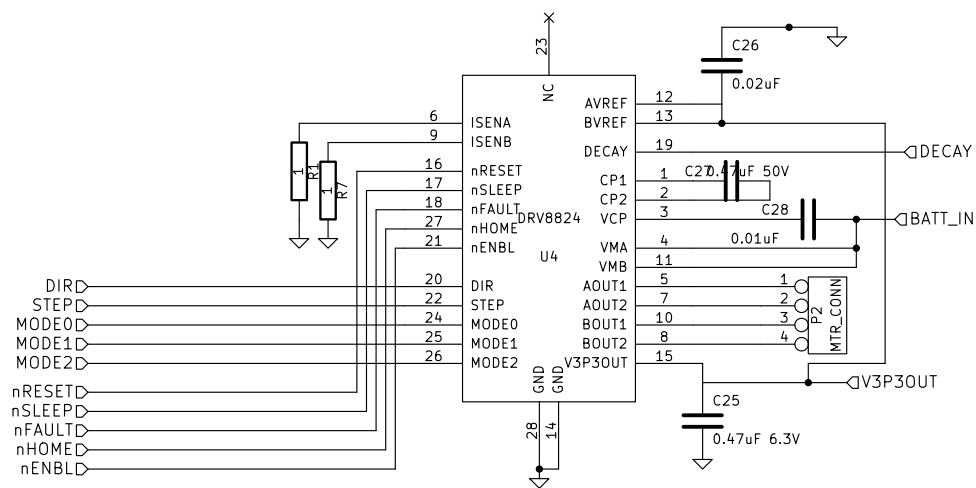 23
NC
C26
0.02uF
6 ISENA
9 ISENB
16 nRESET
17 nSLEEP
18 nFAULT
27 nHOME
21 nENBL
20 DIR
22 STEP
24 MODE0
25 MODE1
26 MODE2
1 R1
1 R7
DRV8824
U4
AVREF 12
BVREF 13
DECAY 19
CP1 1
CP2 2
VCP 3
VMA 4
VMB 11
AOUT1 5
AOUT2 7
BOUT1 10
BOUT2 8
V3P3OUT 15
GND 28
GND 14
DECAY
C27 0.47uF 50V
C28
0.01uF
BATT_IN
1
2
3
4
P2
MTR_CONN
V3P3OUT
C25
0.47uF 6.3V
DIR
STEP
MODE0
MODE1
MODE2
nRESET
nSLEEP
nFAULT
nHOME
nENBL